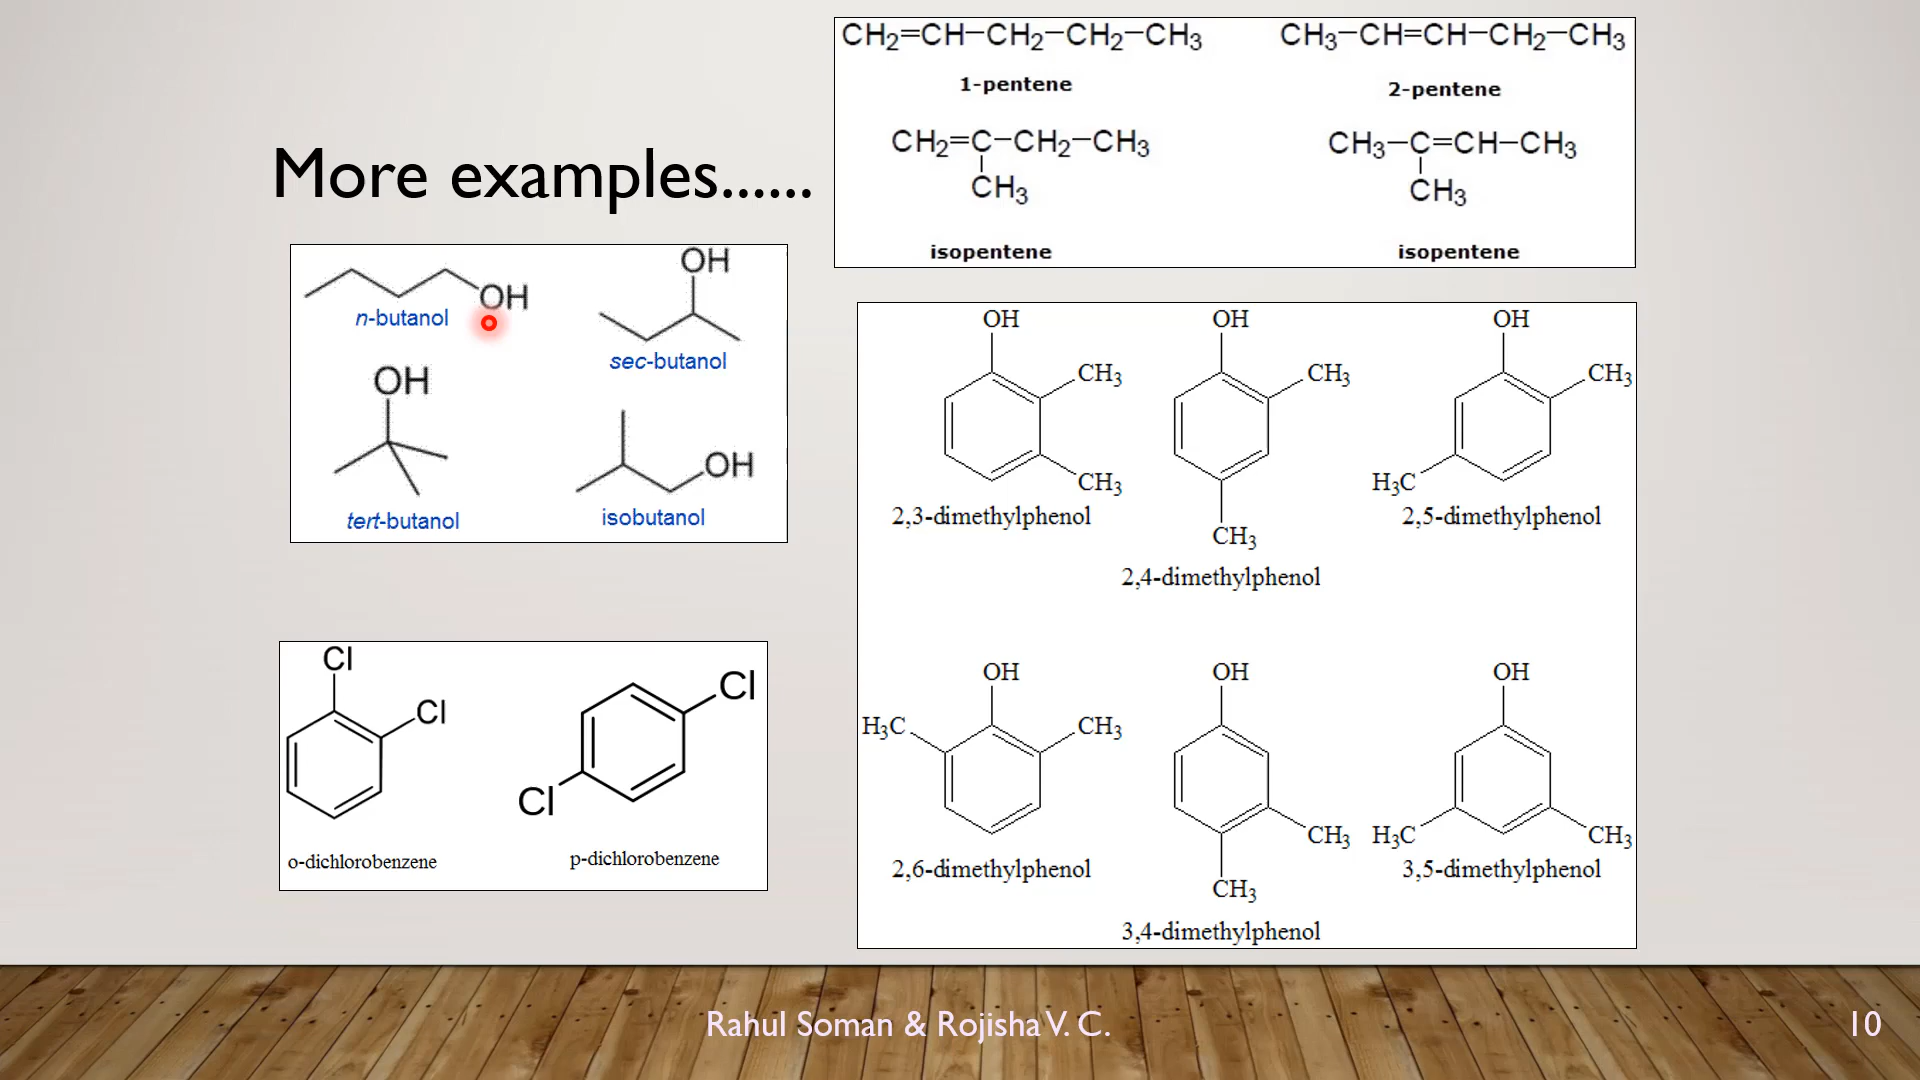 More examples......
CH2=CH-CH2-CH2-CH3
1-pentene
CH3-CH=CH-CH2-CH3
2-pentene
CH2=C-CH2-CH3
CH3
isopentene
CH3-C=CH-CH3
CH3
isopentene
OH
n-butanol
OH
sec-butanol
OH
tert-butanol
OH
isobutanol
OH
CH3
CH3
2,3-dimethylphenol
OH
CH3
CH3
2,4-dimethylphenol
OH
CH3
H3C
2,5-dimethylphenol
Cl
Cl
o-dichlorobenzene
Cl
Cl
p-dichlorobenzene
OH
H3C
CH3
2,6-dimethylphenol
OH
CH3
CH3
3,4-dimethylphenol
OH
H3C
CH3
3,5-dimethylphenol
Rahul Soman & Rojisha V. C.
10